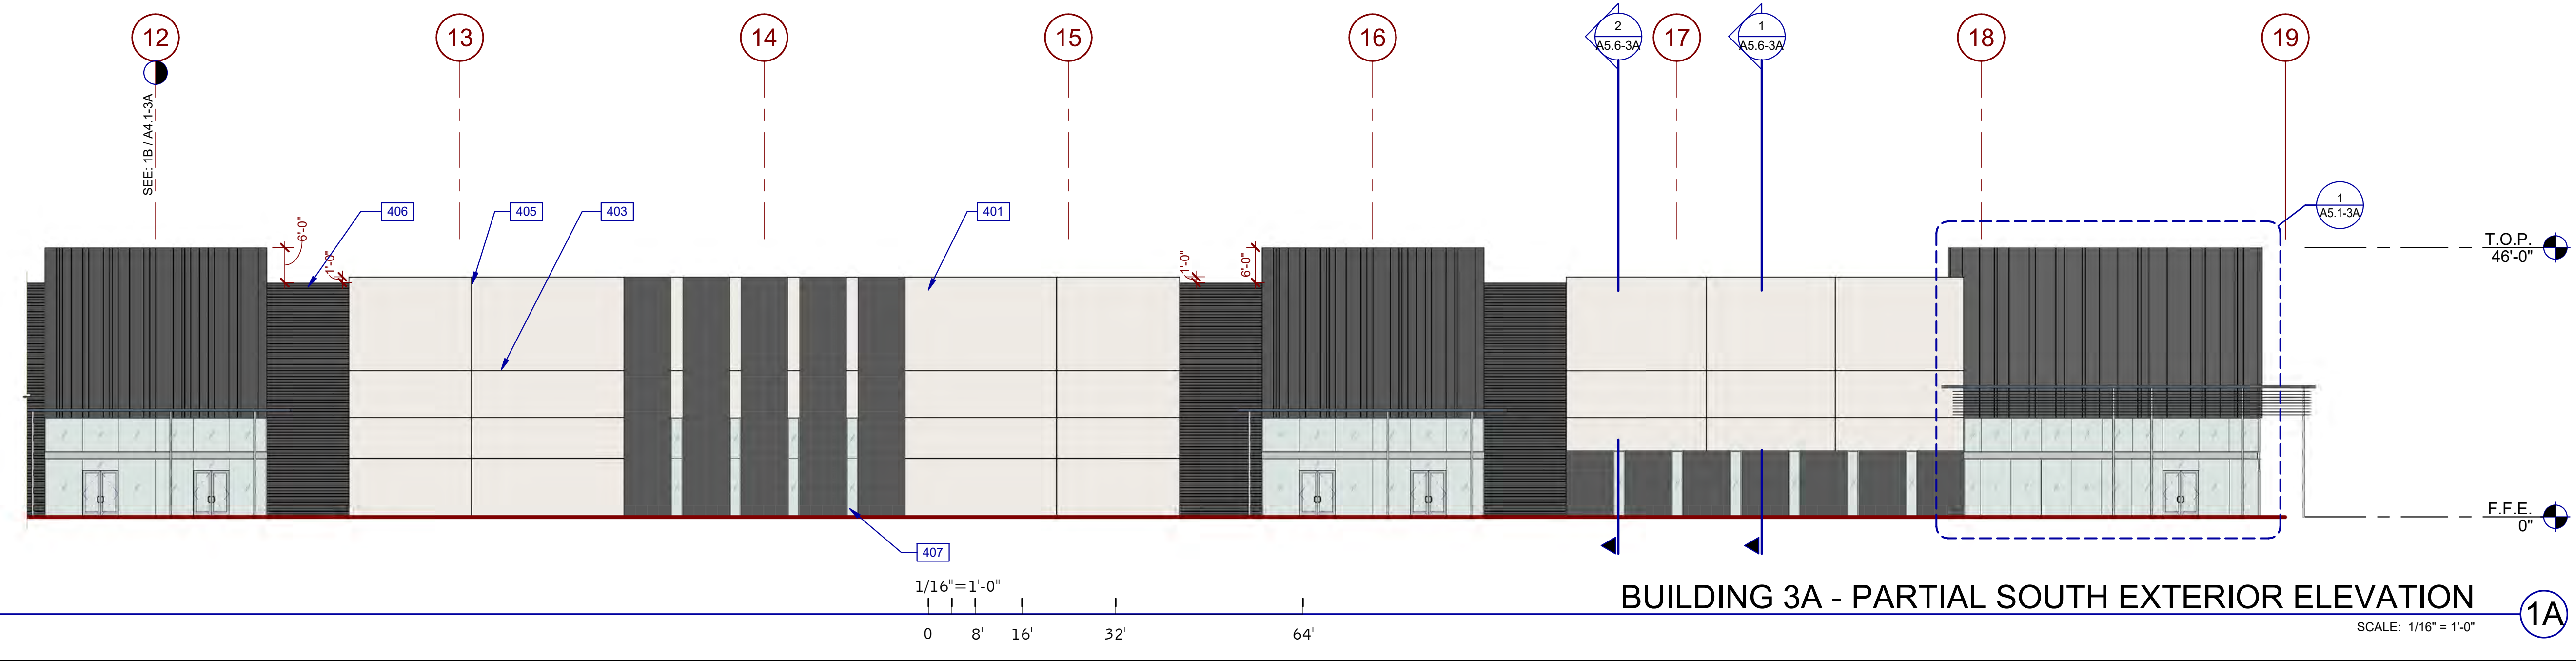 12
13
14
15
16
2
A5.6-3A
17
1
A5.6-3A
18
19
SEE: 1B / A4.1-3A
406
405
403
401
1
A5.1-3A
6'-0"
1'-0"
1'-0"
6'-0"
T.O.P.
46'-0"
F.F.E.
0"
407
1/16"=1'-0"
0 8' 16' 32' 64'
BUILDING 3A - PARTIAL SOUTH EXTERIOR ELEVATION
1A
SCALE: 1/16" = 1'-0"